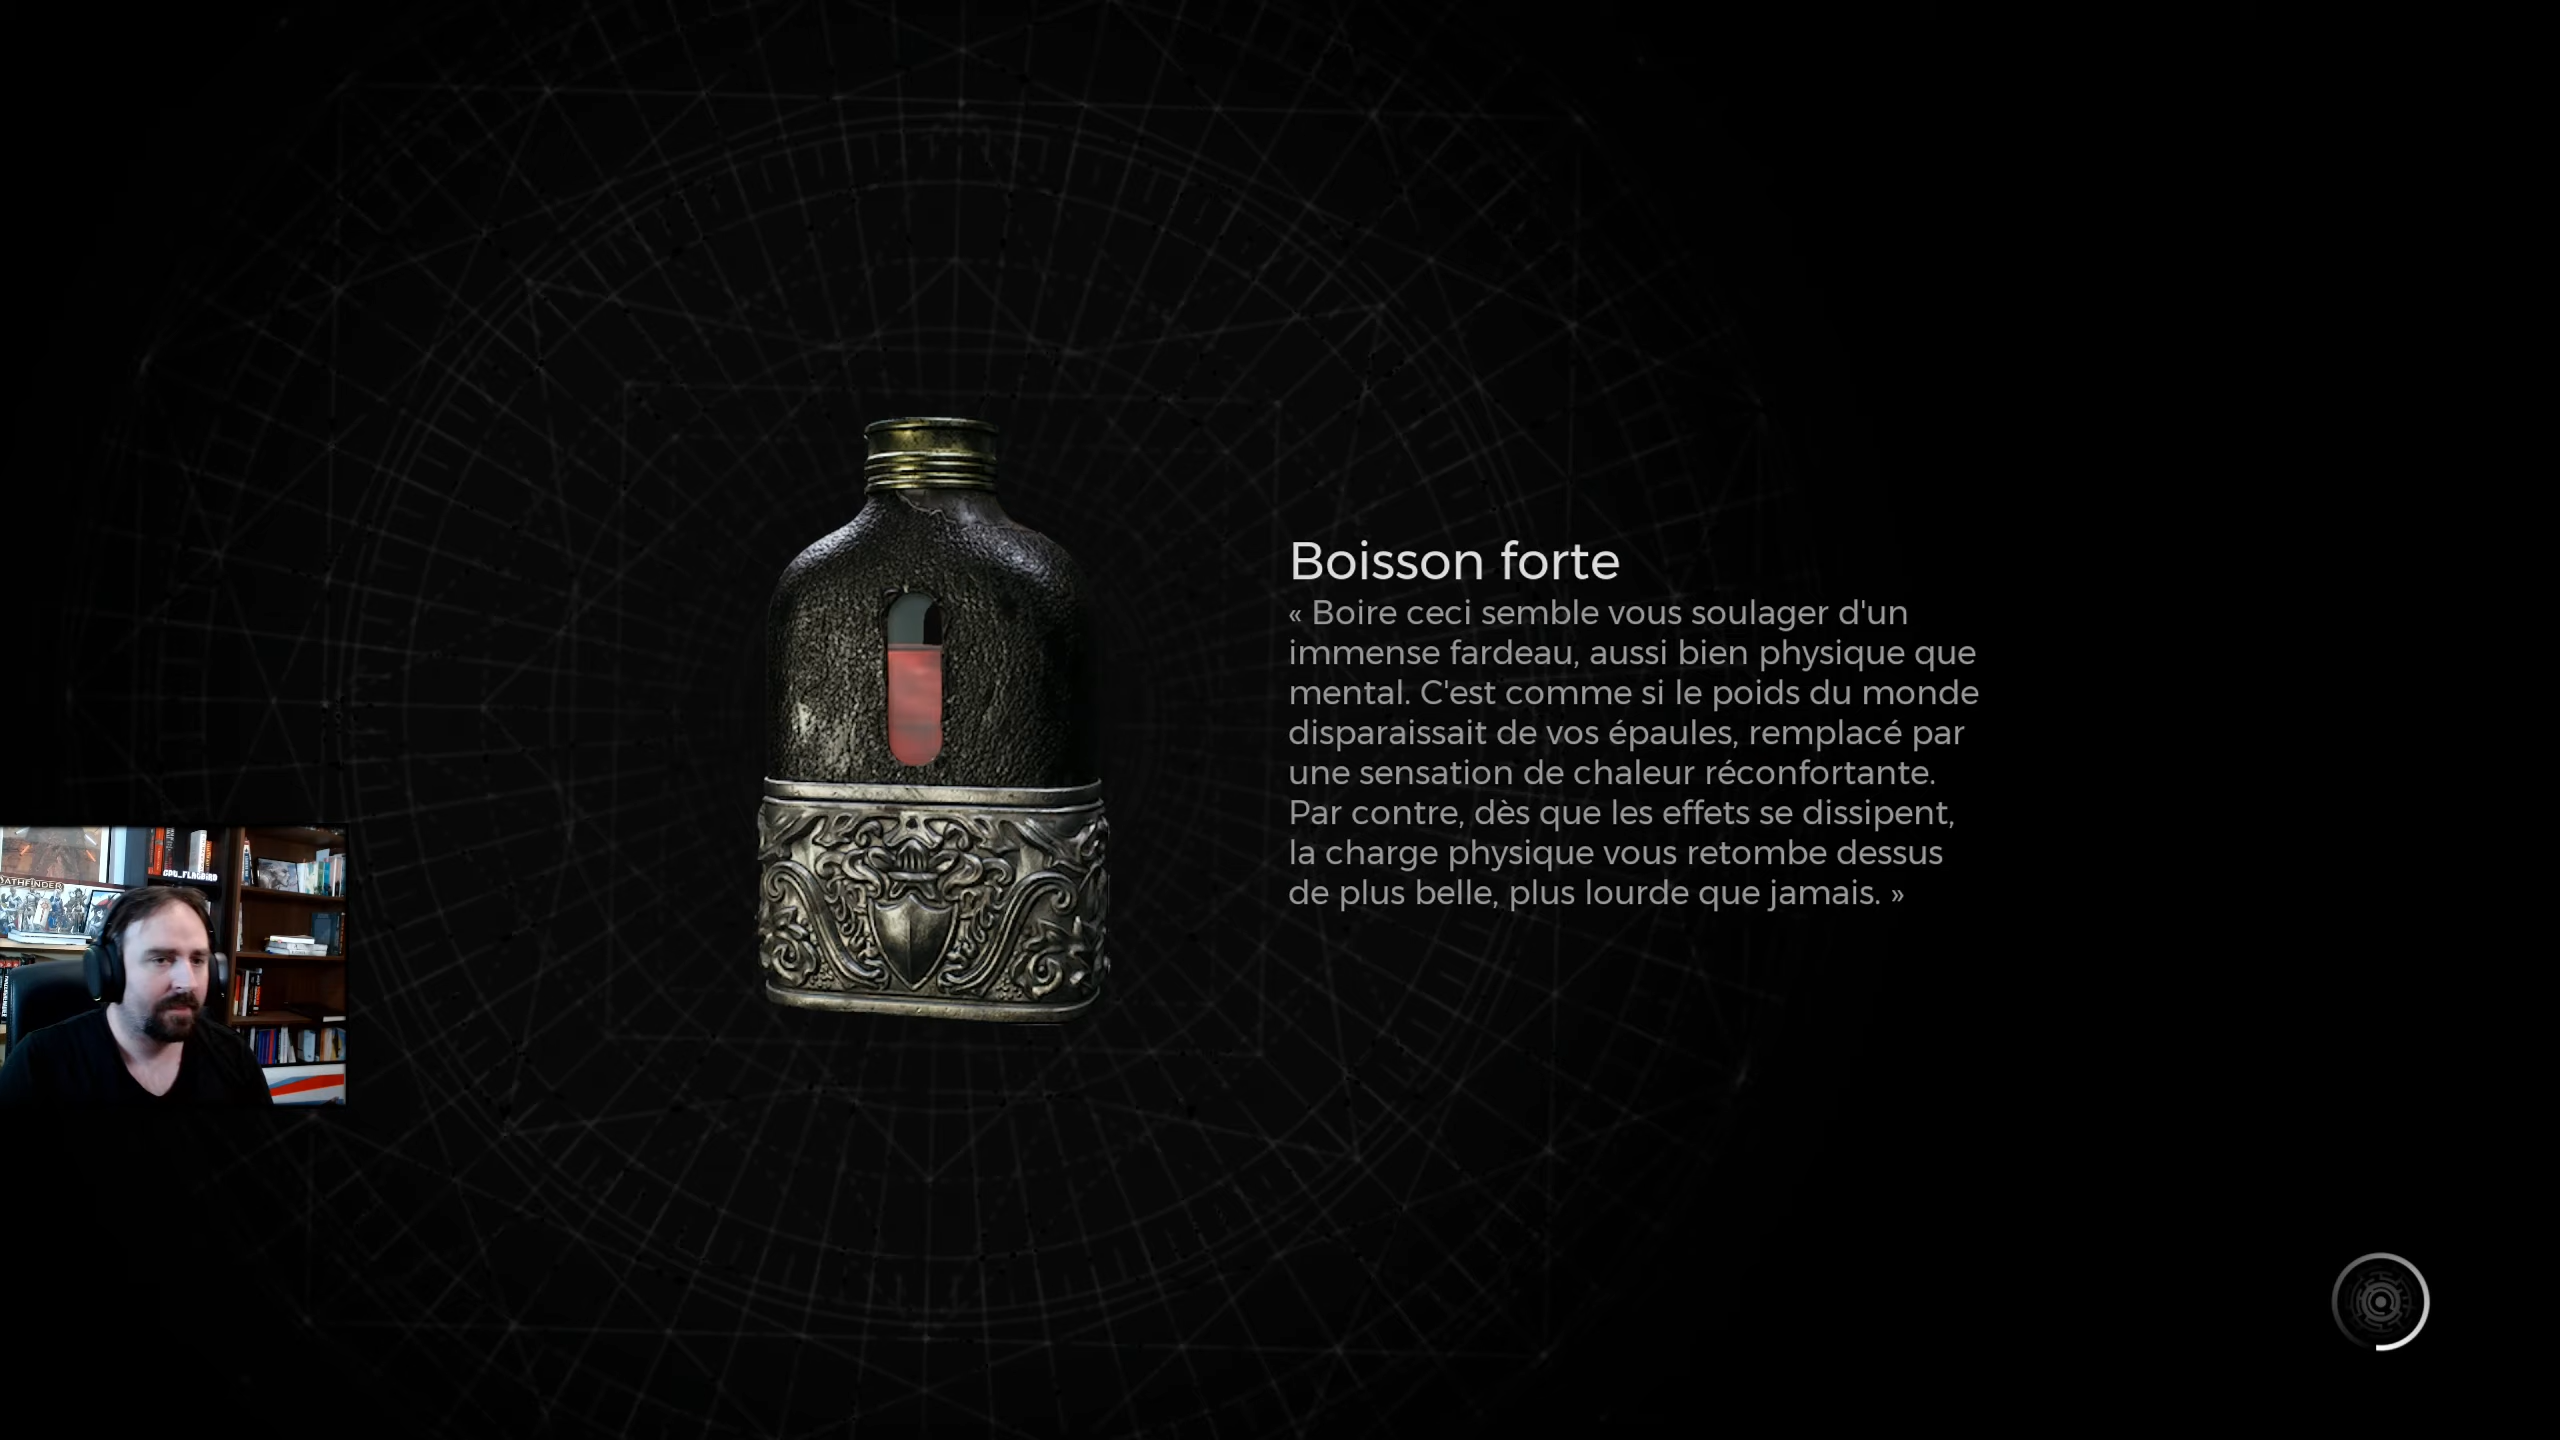 Boisson forte
« Boire ceci semble vous soulager d'un
immense fardeau, aussi bien physique que
mental. C'est comme si le poids du monde
disparaissait de vos épaules, remplacé par
une sensation de chaleur réconfortante.
Par contre, dès que les effets se dissipent,
la charge physique vous retombe dessus
de plus belle, plus lourde que jamais. »
GPU_FLAGBIRD
PATHFINDER